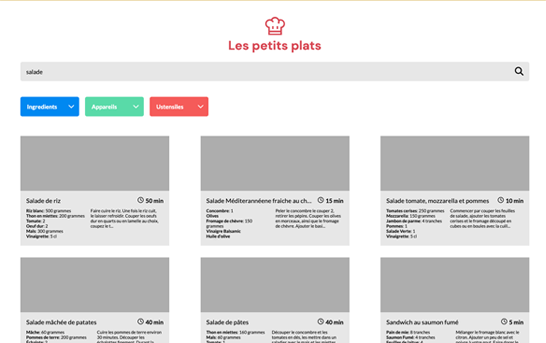 Les petits plats
salade
Ingredients
Appareils
Ustensiles
Salade de riz
50 min
Riz blanc: 500 grammes
Thon en miettes: 200 grammes
Tomate: 2
Oeuf dur: 2
Maïs: 300 grammes
Vinaigrette: 5 cl
Faire cuire le riz. Une fois le riz cuit,
le laisser refroidir. Couper les oeufs
dur en quarts ou en lamelle au choix,
coupez le t...
Salade Méditerannéene fraiche au ch...
15 min
Concombre: 1
Olives
Fromage de chèvre: 150
grammes
Vinaigre Balsamic
Huile d'olive
Peler le concombre le couper 2,
retirer les pépins. Couper les olives
en morceaux, ainsi que le fromage
de chèvre. Ajouter le basi...
Salade tomate, mozzarella et pommes
10 min
Tomates cerises: 250 grammes
Mozzarella: 150 grammes
Jambon de parme: 4 tranches
Pommes: 1
Salade Verte: 1
Vinaigrette: 5 cl
Commencer par couper les feuilles
de salade, ajouter les tomates
cerises et le fromage découpé en
cubes ou en boules avec la cuill...
Salade mâchée de patates
40 min
Mâche: 60 grammes
Pommes de terre: 200 grammes
Échalote: 2
Cuire les pommes de terre environ
30 minutes. Découper les
Salade de pâtes
40 min
Thon en miettes: 160 grammes
Tomate: 2
Découper le concombre et les
tomates en dés, les mettre dans un
Sandwich au saumon fumé
5 min
Pain de mie: 8 tranches
Saumon Fumé: 4 tranches
Mélanger le fromage blanc avec
le citron. Ajouter un peu de sel et